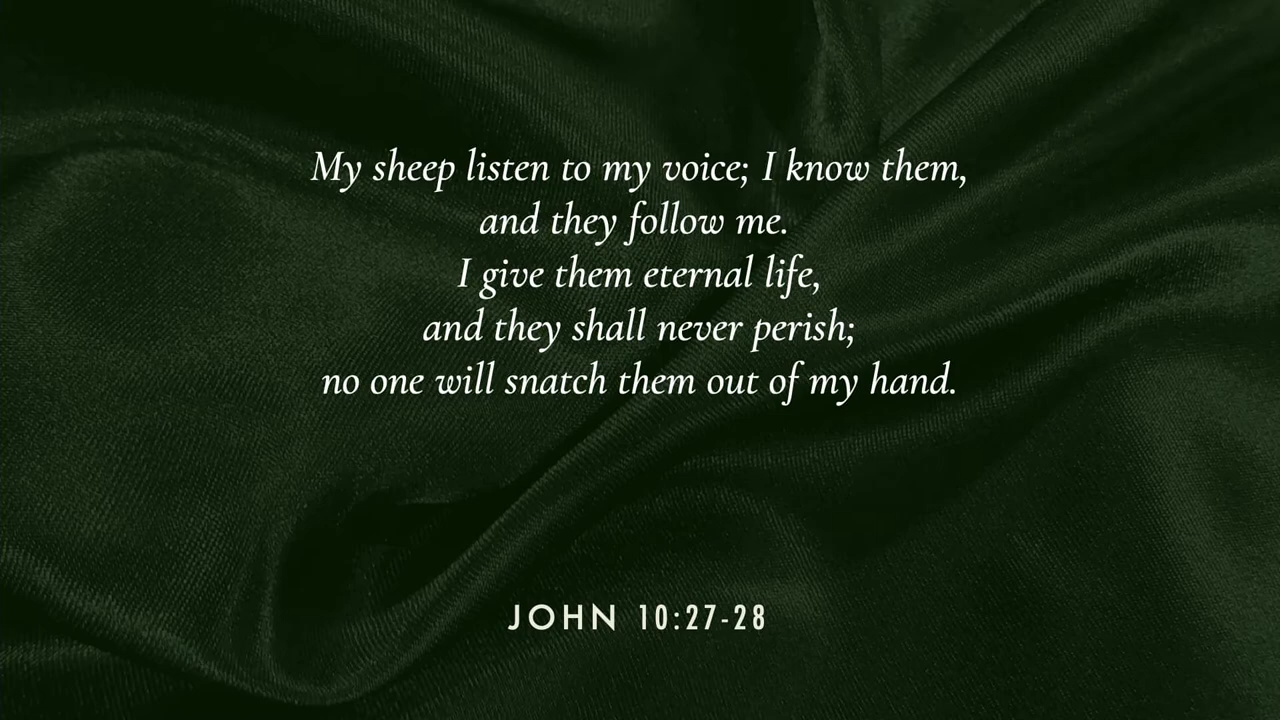 My sheep listen to my voice; I know them,
and they follow me.
I give them eternal life,
and they shall never perish;
no one will snatch them out of my hand.
JOHN 10:27-28